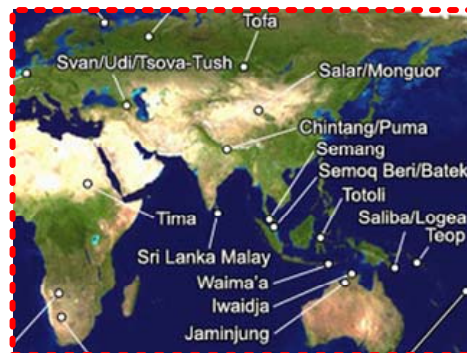 Tofa
Svan/Udi/Tsova-Tush
Salar/Monguor
Chintang/Puma
Semang
Semoq Beri/Batek
Totoli
Saliba/Logea
Teop
Tima
Sri Lanka Malay
Waima'a
Iwaidja
Jaminjung